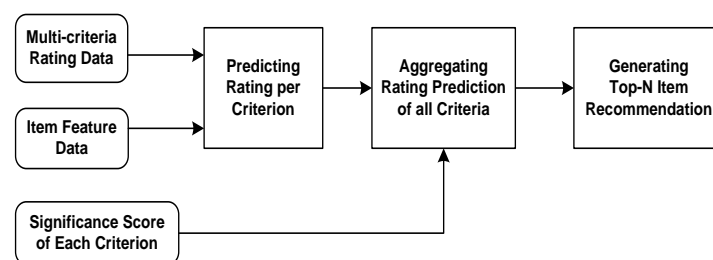 Multi-criteria
Rating Data
Item Feature
Data
Predicting
Rating per
Criterion
Aggregating
Rating Prediction
of all Criteria
Generating
Top-N Item
Recommendation
Significance Score
of Each Criterion